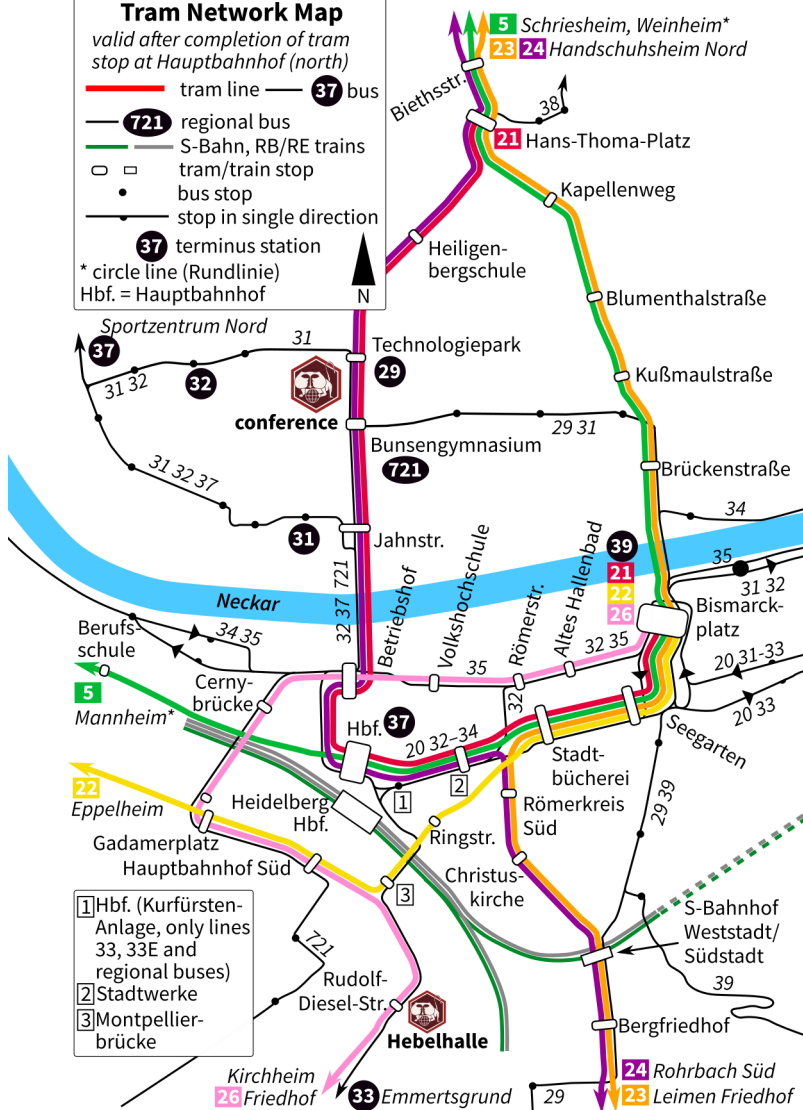 Tram Network Map
valid after completion of tram
stop at Hauptbahnhof (north)
tram line
37 bus
721 regional bus
S-Bahn, RB/RE trains
tram/train stop
bus stop
stop in single direction
37 terminus station
* circle line (Rundlinie)
Hbf. = Hauptbahnhof
N
5 Schriesheim, Weinheim*
23 24 Handschuhsheim Nord
Biethsstr.
38
21 Hans-Thoma-Platz
Kapellenweg
Heiligen-
bergschule
Blumenthalstraße
Sportzentrum Nord
37
31
31 32
32
Technologiepark
29
Kußmaulstraße
conference
Bunsengymnasium
721
29 31
31 32 37
Brückenstraße
31
Jahnstr.
34
39
21
22
26
35
31 32
Bismarck-
platz
Neckar
32 37 721
Betriebshof
Volkshochschule
Römerstr.
Altes Hallenbad
Berufs-
schule
34 35
35
32 35
20 31-33
20 33
5
Mannheim*
Cerny-
brücke
32
Hbf. 37
20 32–34
Seegarten
Stadt-
bücherei
22
Eppelheim
Heidelberg
Hbf.
1
2
Römerkreis
Süd
29 39
Gadamerplatz
Hauptbahnhof Süd
Ringstr.
Christus-
kirche
3
1 Hbf. (Kurfürsten-
Anlage, only lines
33, 33E and
regional buses)
2 Stadtwerke
3 Montpellier-
brücke
721
S-Bahnhof
Weststadt/
Südstadt
39
Rudolf-
Diesel-Str.
Hebelhalle
Bergfriedhof
Kirchheim
26 Friedhof
33 Emmertsgrund
29
24 Rohrbach Süd
23 Leimen Friedhof